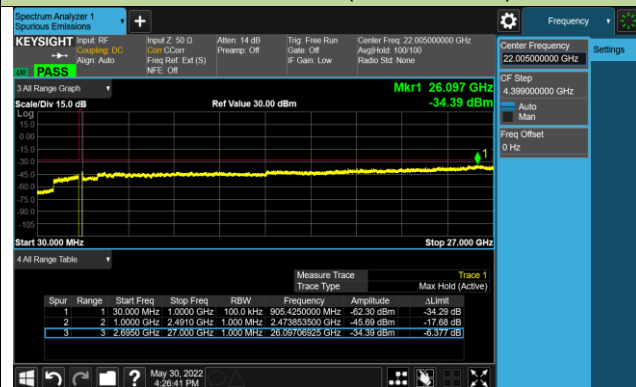 Spectrum Analyzer 1
Spurious Emissions
Frequency
KEYSIGHT
Input: RF
Coupling: DC
Align: Auto
Input Z: 50 Ω
Corr CCorr
Freq Ref: Ext (S)
NFE: Off
Atten: 14 dB
Preamp: Off
Trig: Free Run
Gate: Off
IF Gain: Low
Center Freq: 22.005000000 GHz
Avg|Hold: 100/100
Radio Std: None
PASS
Center Frequency
22.005000000 GHz
Settings
CF Step
4.399000000 GHz
Auto
Man
Freq Offset
0 Hz
3 All Range Graph
Mkr1 26.097 GHz
Scale/Div 15.0 dB
Ref Value 30.00 dBm
-34.39 dBm
Log
15.0
0.00
-15.0
-30.0
-45.0
-60.0
-75.0
-90.0
-105
1
Start 30.000 MHz
Stop 27.000 GHz
4 All Range Table
Measure Trace Trace 1
Trace Type Max Hold (Active)
Spur Range Start Freq Stop Freq RBW Frequency Amplitude ΔLimit
1 1 30.000 MHz 1.0000 GHz 100.0 kHz 905.4250000 MHz -62.30 dBm -34.29 dB
2 2 1.0000 GHz 2.4910 GHz 1.000 MHz 2.473853500 GHz -45.69 dBm -17.68 dB
3 3 2.6950 GHz 27.000 GHz 1.000 MHz 26.09706925 GHz -34.39 dBm -6.377 dB
?
May 30, 2022
4:26:41 PM